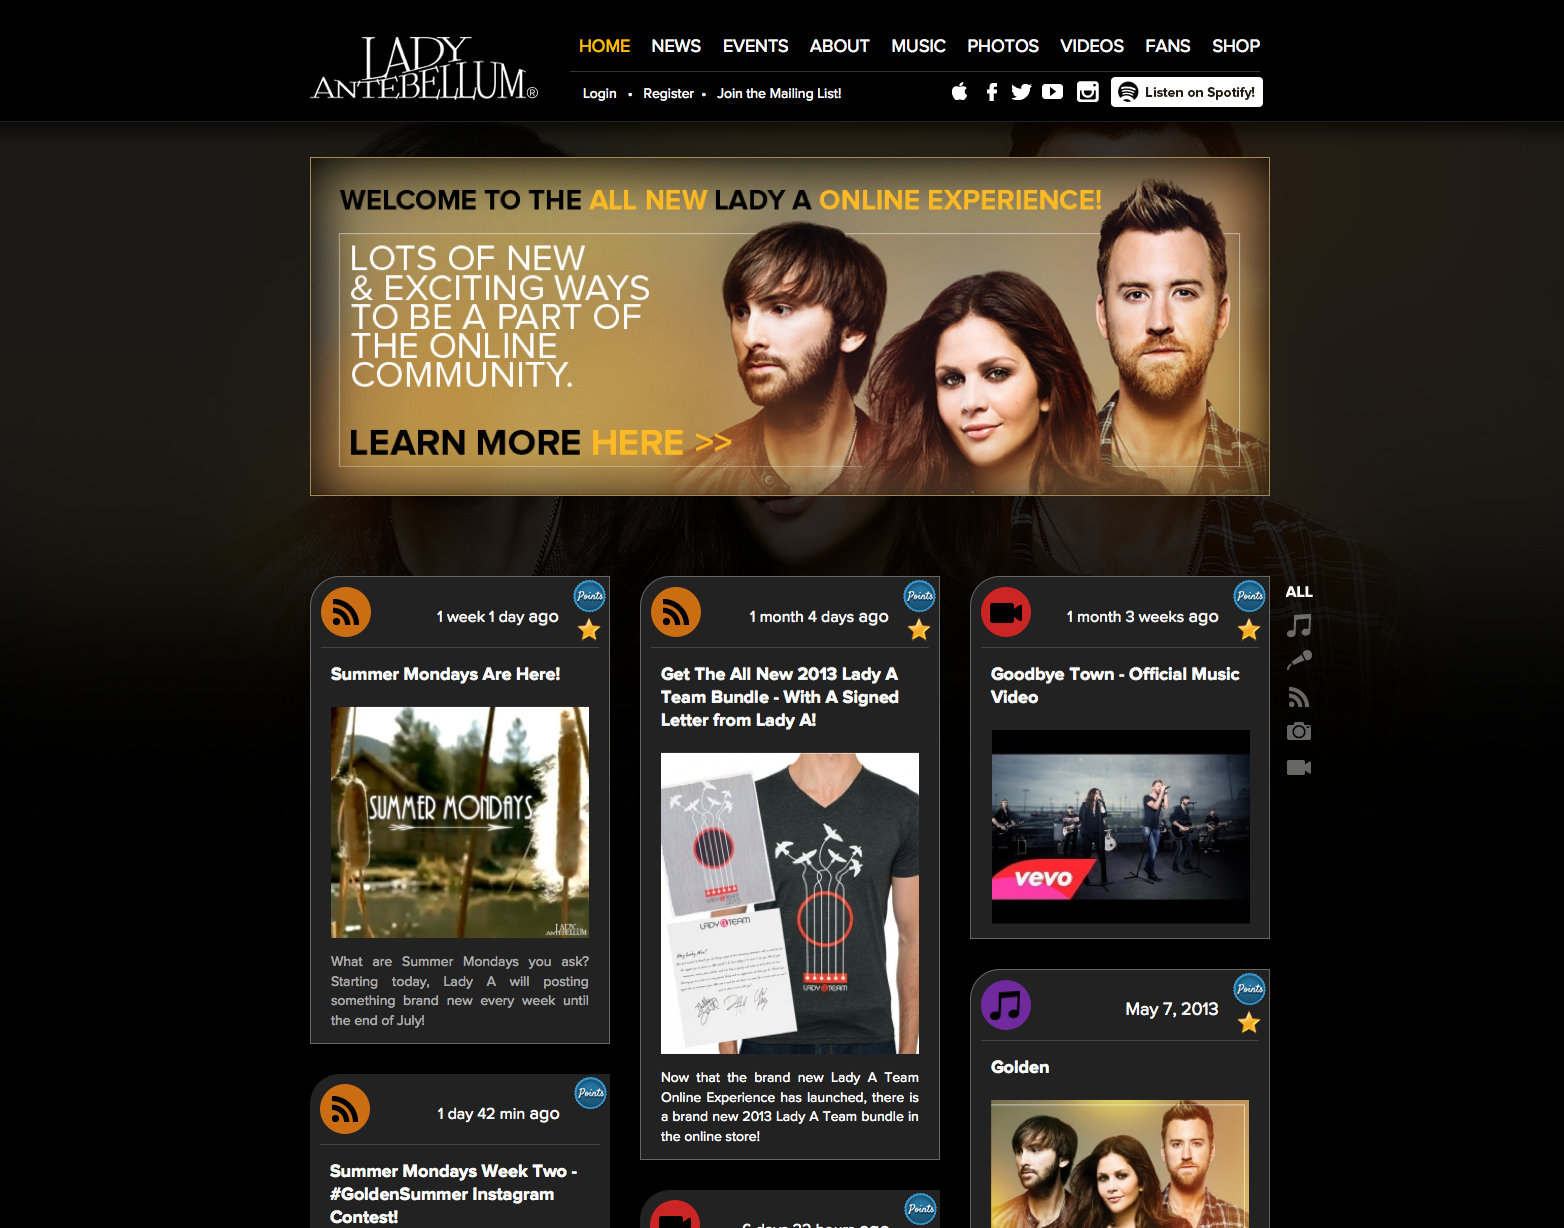 LADY
ANTEBELLUM®
HOME NEWS EVENTS ABOUT MUSIC PHOTOS VIDEOS FANS SHOP
Login • Register • Join the Mailing List!
Listen on Spotify!
WELCOME TO THE ALL NEW LADY A ONLINE EXPERIENCE!
LOTS OF NEW
& EXCITING WAYS
TO BE A PART OF
THE ONLINE
COMMUNITY.
LEARN MORE HERE >>
Points
1 week 1 day ago
Summer Mondays Are Here!
SUMMER MONDAYS
LADY
ANTEBELLUM
What are Summer Mondays you ask?
Starting today, Lady A will posting
something brand new every week until
the end of July!
Points
1 day 42 min ago
Summer Mondays Week Two -
#GoldenSummer Instagram
Contest!
Points
1 month 4 days ago
Get The All New 2013 Lady A
Team Bundle - With A Signed
Letter from Lady A!
LADY A TEAM
LADY A TEAM
LADY A TEAM
Now that the brand new Lady A Team
Online Experience has launched, there is
a brand new 2013 Lady A Team bundle in
the online store!
Points
6 days 22 hours ago
Points
1 month 3 weeks ago
Goodbye Town - Official Music
Video
vevo
Points
May 7, 2013
Golden
ALL